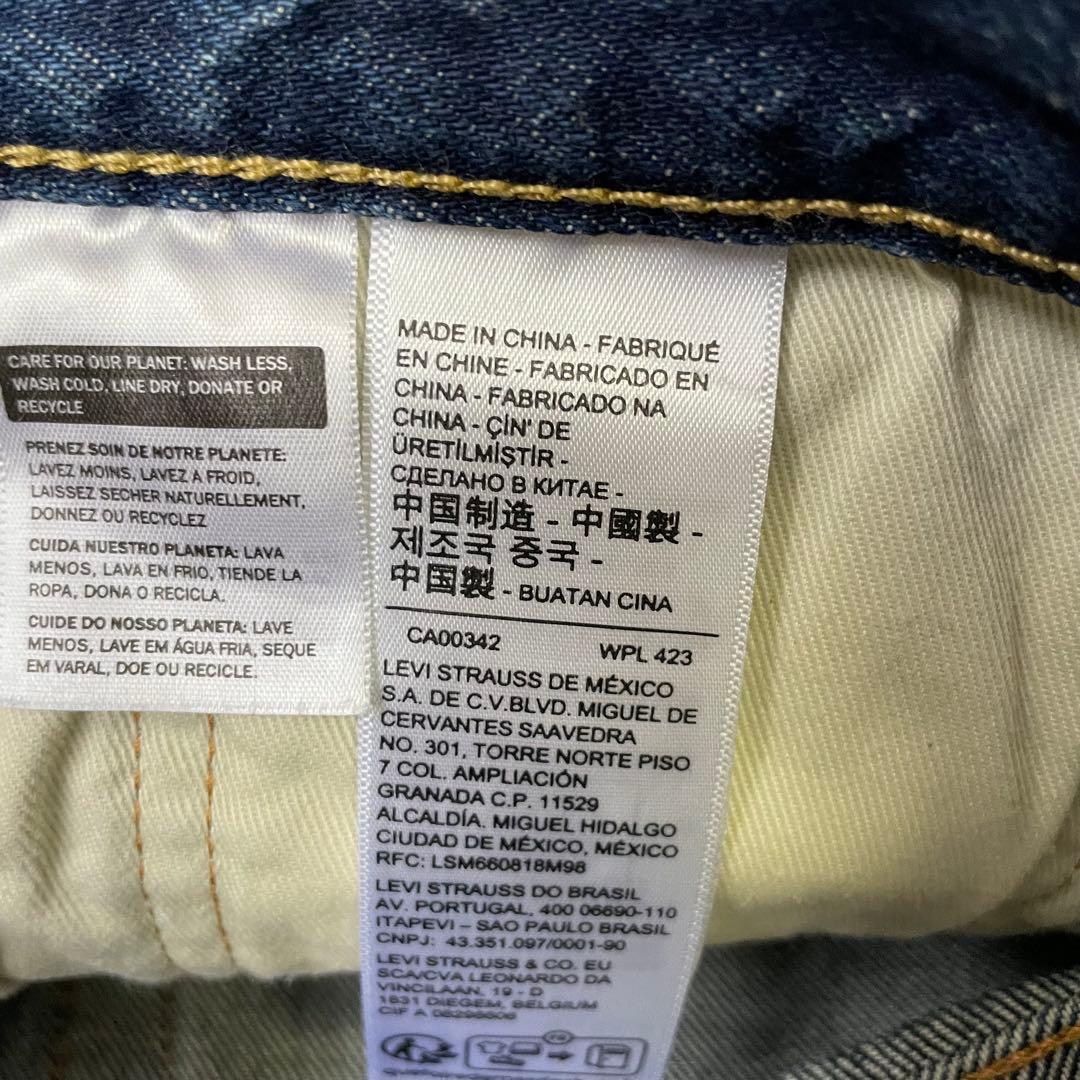 CARE FOR OUR PLANET: WASH LESS,
WASH COLD, LINE DRY, DONATE OR
RECYCLE
PRENEZ SOIN DE NOTRE PLANETE:
LAVEZ MOINS, LAVEZ A FROID,
LAISSEZ SECHER NATURELLEMENT,
DONNEZ OU RECYCLEZ
CUIDA NUESTRO PLANETA: LAVA
MENOS, LAVA EN FRIO, TIENDE LA
ROPA, DONA O RECICLA.
CUIDE DO NOSSO PLANETA: LAVE
MENOS, LAVE EM ÁGUA FRIA, SEQUE
EM VARAL, DOE OU RECICLE.
MADE IN CHINA - FABRIQUÉ
EN CHINE - FABRICADO EN
CHINA - FABRICADO NA
CHINA - ÇİN' DE
ÜRETİLMİŞTİR -
СДЕЛАНО В КИТАЕ -
中国制造 - 中國製 -
제조국 중국 -
中国製 - BUATAN CINA
CA00342 WPL 423
LEVI STRAUSS DE MÉXICO
S.A. DE C.V.BLVD. MIGUEL DE
CERVANTES SAAVEDRA
NO. 301, TORRE NORTE PISO
7 COL. AMPLIACIÓN
GRANADA C.P. 11529
ALCALDÍA. MIGUEL HIDALGO
CIUDAD DE MÉXICO, MÉXICO
RFC: LSM660818M98
LEVI STRAUSS DO BRASIL
AV. PORTUGAL, 400 06690-110
ITAPEVI – SAO PAULO BRASIL
CNPJ: 43.351.097/0001-90
LEVI STRAUSS & CO. EU
SCA/CVA LEONARDO DA
VINCILAAN, 19 - D
1831 DIEGEM, BELGIUM
CIF A
FR